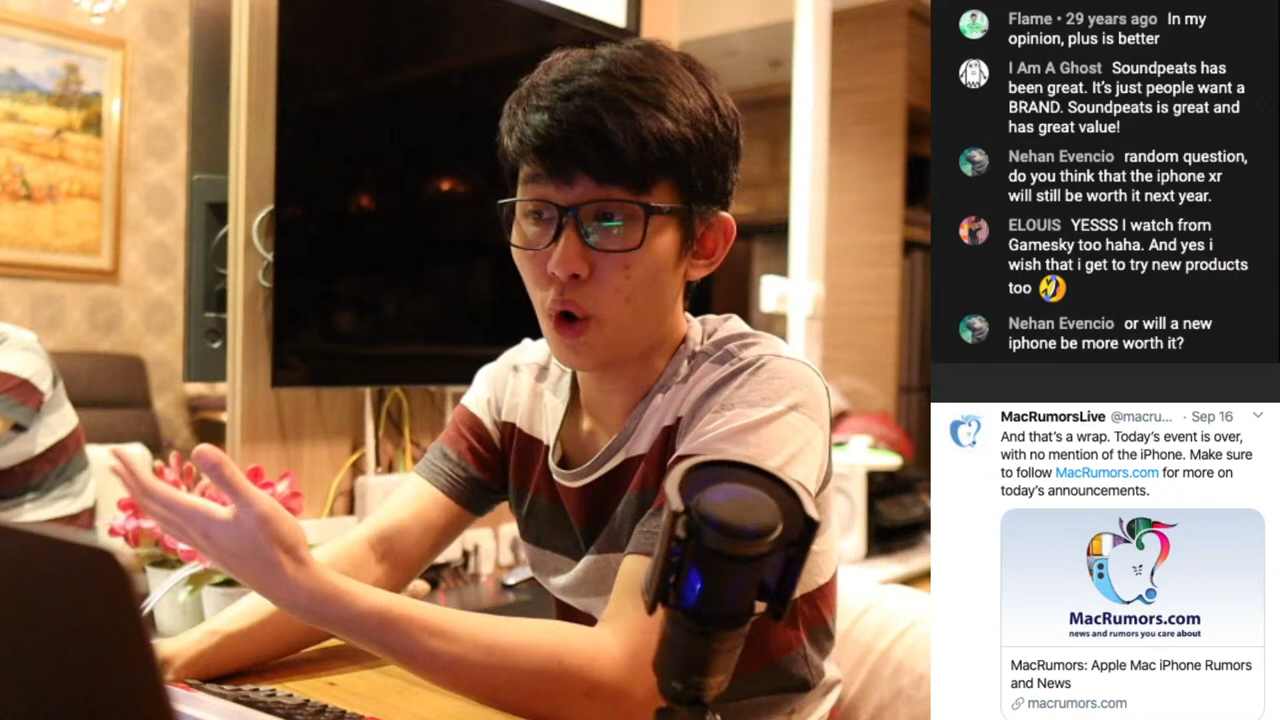 Flame • 29 years ago In my
opinion, plus is better
I Am A Ghost Soundpeats has
been great. It's just people want a
BRAND. Soundpeats is great and
has great value!
Nehan Evencio random question,
do you think that the iphone xr
will still be worth it next year.
ELOUIS YESSS I watch from
Gamesky too haha. And yes i
wish that i get to try new products
too 🤣
Nehan Evencio or will a new
iphone be more worth it?
MacRumorsLive @macru... · Sep 16
And that's a wrap. Today's event is over,
with no mention of the iPhone. Make sure
to follow MacRumors.com for more on
today's announcements.
MacRumors.com
news and rumors you care about
MacRumors: Apple Mac iPhone Rumors
and News
macrumors.com